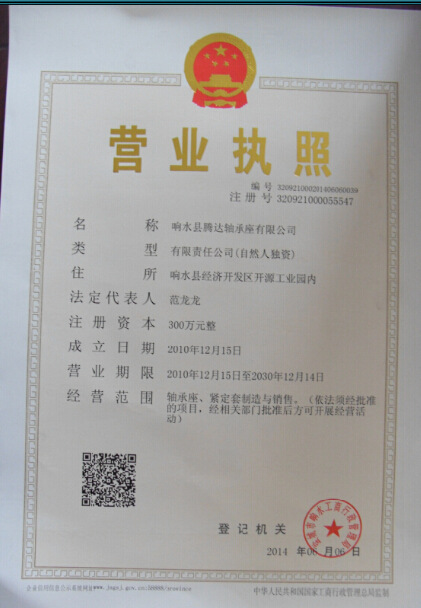 营业执照
编号 320921000201406060039
注册号 320921000055547
名称 响水县腾达轴承座有限公司
类型 有限责任公司(自然人独资)
住所 响水县经济开发区开源工业园内
法定代表人 范龙龙
注册资本 300万元整
成立日期 2010年12月15日
营业期限 2010年12月15日至2030年12月14日
经营范围 轴承座、紧定套制造与销售。（依法须经批准
的项目，经相关部门批准后方可开展经营活
动）
登记机关
2014 年06 月06 日
中华人民共和国国家工商行政管理总局监制